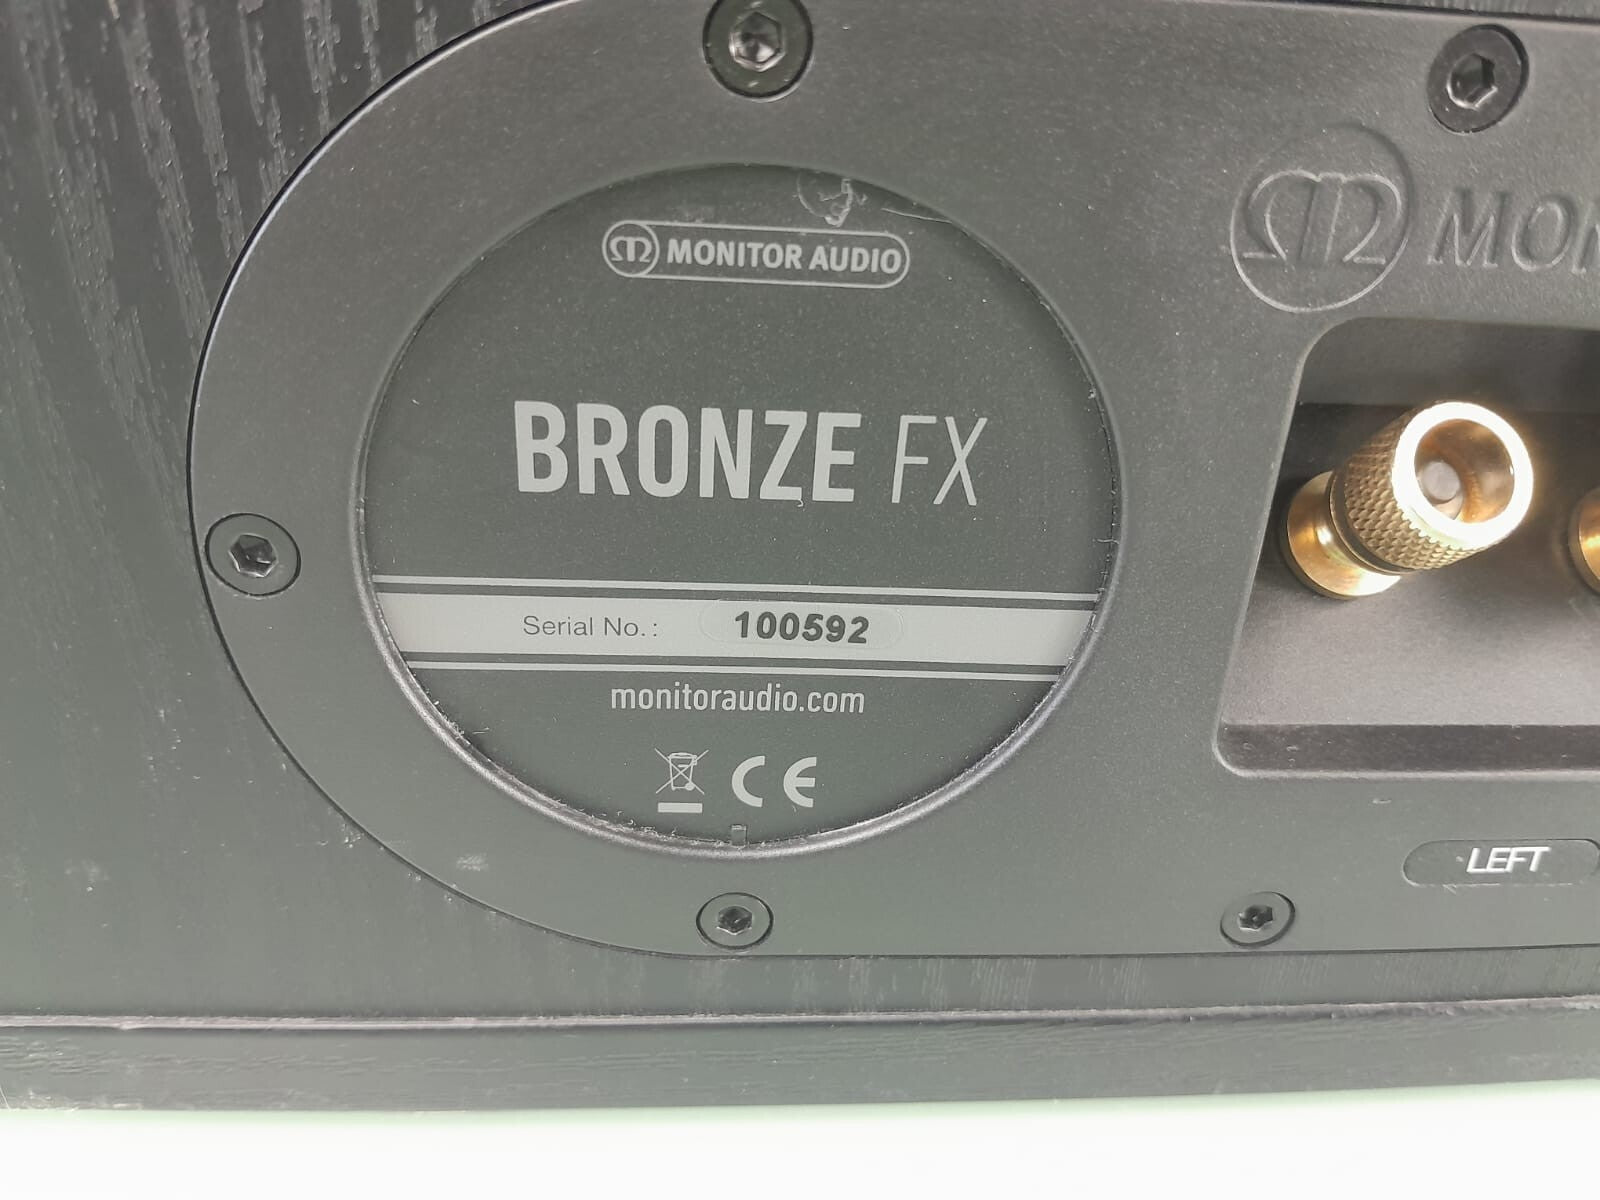 MONITOR AUDIO
BRONZE FX
Serial No.: 100592
monitoraudio.com
CE
LEFT